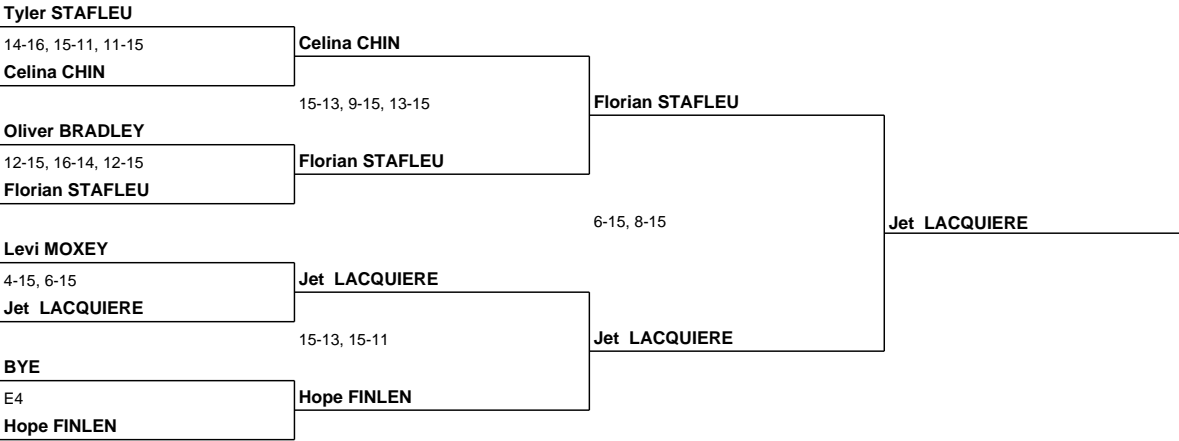 Tyler STAFLEU
14-16, 15-11, 11-15
Celina CHIN
Celina CHIN
15-13, 9-15, 13-15
Oliver BRADLEY
12-15, 16-14, 12-15
Florian STAFLEU
Florian STAFLEU
Florian STAFLEU
6-15, 8-15
Jet LACQUIERE
Levi MOXEY
4-15, 6-15
Jet LACQUIERE
Jet LACQUIERE
15-13, 15-11
Jet LACQUIERE
BYE
E4
Hope FINLEN
Hope FINLEN